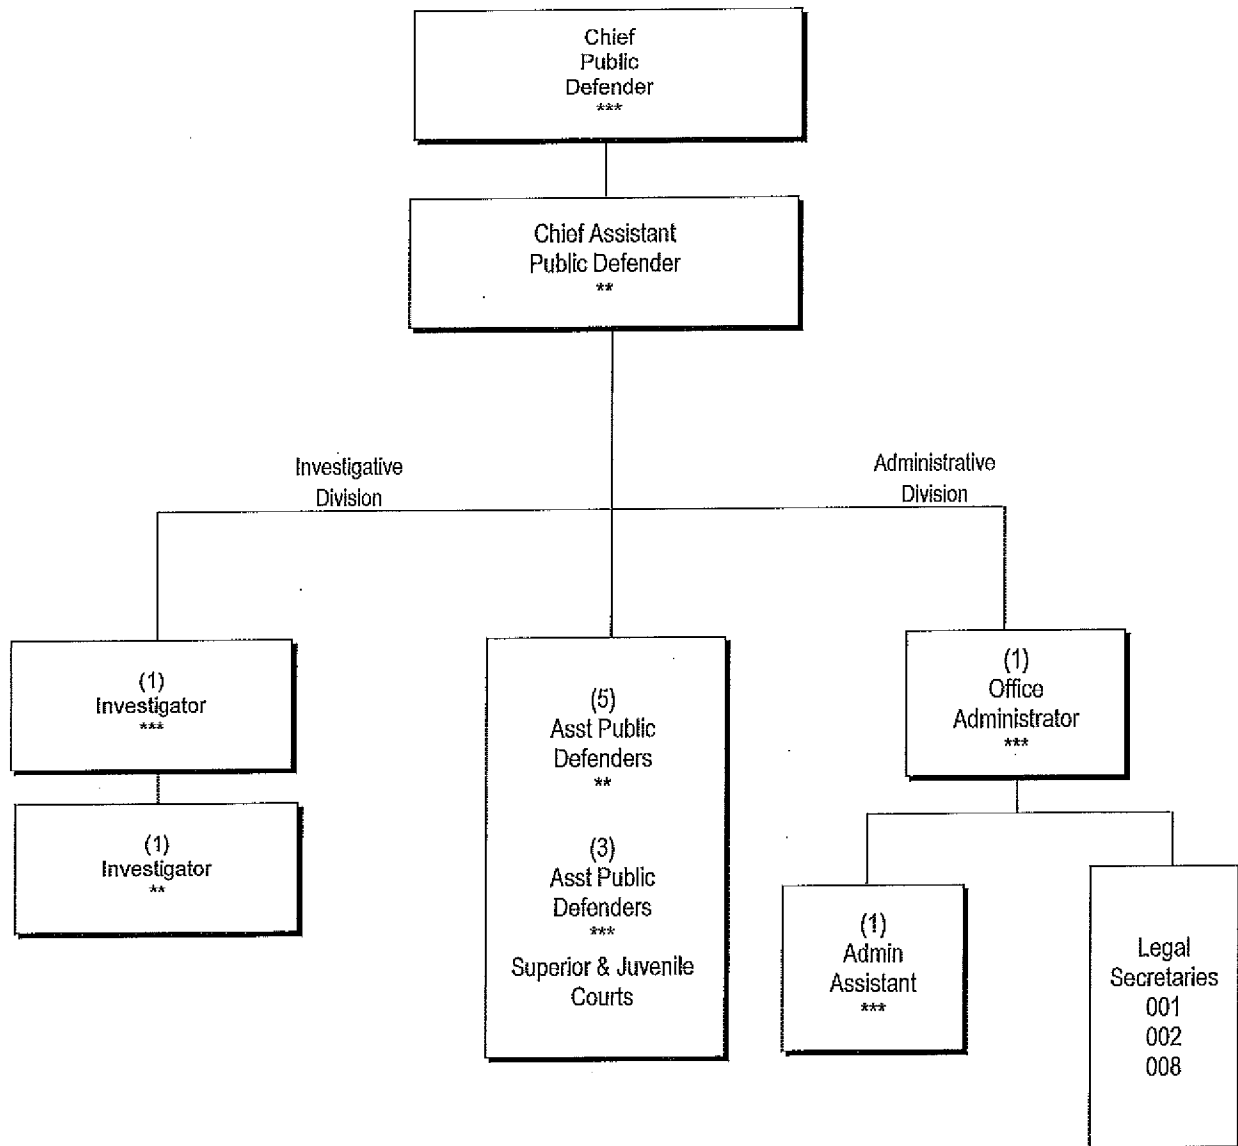 Chief
Public
Defender
***
Chief Assistant
Public Defender
**
Investigative
Division
Administrative
Division
(1)
Investigator
***
(1)
Investigator
**
(5)
Asst Public
Defenders
**
(3)
Asst Public
Defenders
***
Superior & Juvenile
Courts
(1)
Office
Administrator
***
(1)
Admin
Assistant
***
Legal
Secretaries
001
002
008